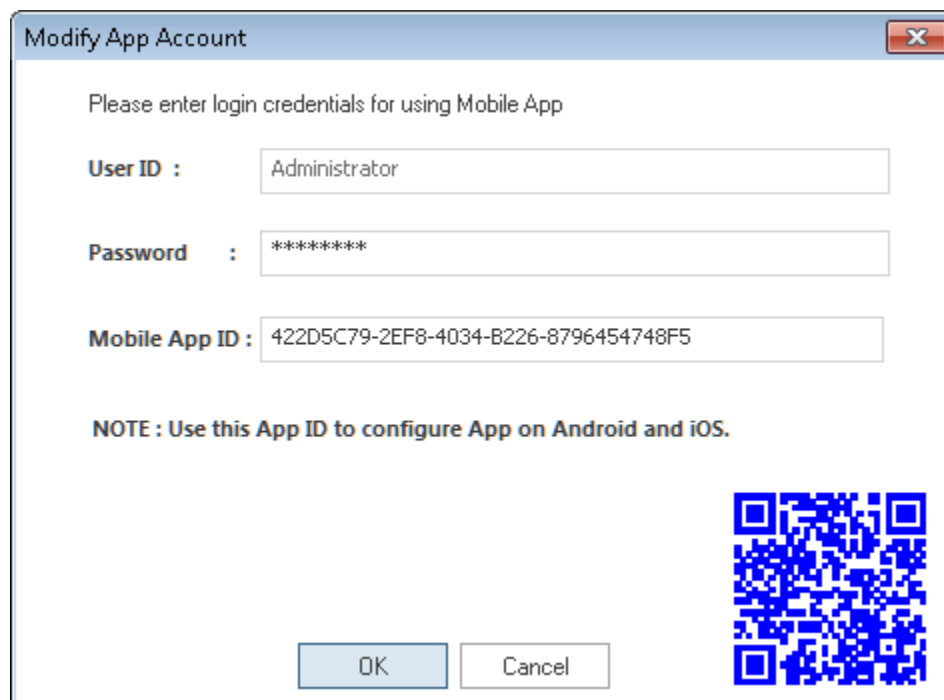 Modify App Account
Please enter login credentials for using Mobile App
User ID :
Administrator
Password :
********
Mobile App ID :
422D5C79-2EF8-4034-B226-8796454748F5
NOTE : Use this App ID to configure App on Android and iOS.
OK
Cancel